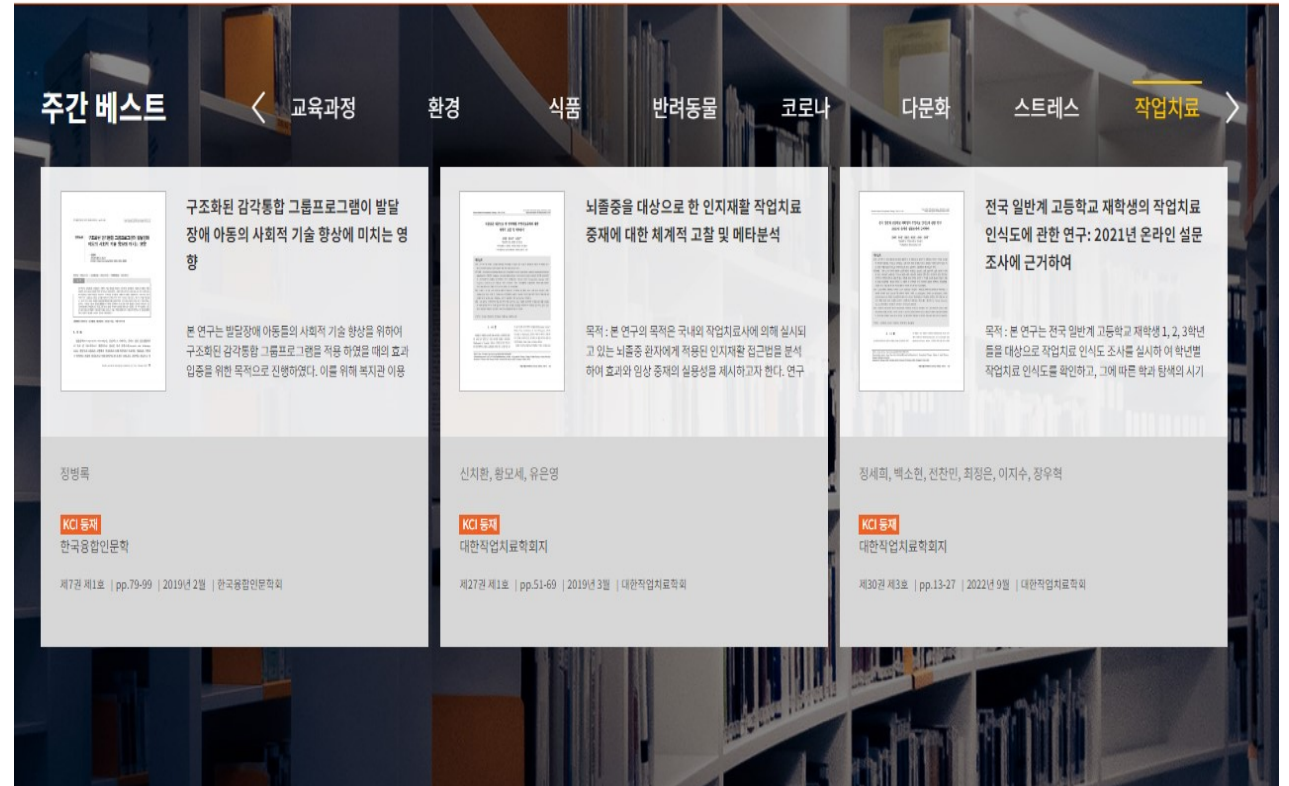 주간 베스트
교육과정 환경 식품 반려동물 코로나 다문화 스트레스 작업치료
구조화된 감각통합 그룹프로그램이 발달
장애 아동의 사회적 기술 향상에 미치는 영
향
본 연구는 발달장애 아동들의 사회적 기술 향상을 위하여
구조화된 감각통합 그룹프로그램을 적용 하였을 때의 효과
입증을 위한 목적으로 진행하였다. 이를 위해 복지관 이용
정병록
KCI 등재
한국융합인문학
제7권 제1호 | pp.79-99 | 2019년 2월 | 한국융합인문학회
뇌졸중을 대상으로 한 인지재활 작업치료
중재에 대한 체계적 고찰 및 메타분석
목적 : 본 연구의 목적은 국내의 작업치료사에 의해 실시되
고 있는 뇌졸중 환자에게 적용된 인지재활 접근법을 분석
하여 효과와 임상 중재의 실용성을 제시하고자 한다. 연구
신치환, 황모세, 유은영
KCI 등재
대한작업치료학회지
제27권 제1호 | pp.51-69 | 2019년 3월 | 대한작업치료학회
전국 일반계 고등학교 재학생의 작업치료
인식도에 관한 연구: 2021년 온라인 설문
조사에 근거하여
목적 : 본 연구는 전국 일반계 고등학교 재학생 1, 2, 3학년
들을 대상으로 작업치료 인식도 조사를 실시하 여 학년별
작업치료 인식도를 확인하고, 그에 따른 학과 탐색의 시기
정세희, 백소현, 전찬민, 최정은, 이지수, 장우혁
KCI 등재
대한작업치료학회지
제30권 제3호 | pp.13-27 | 2022년 9월 | 대한작업치료학회